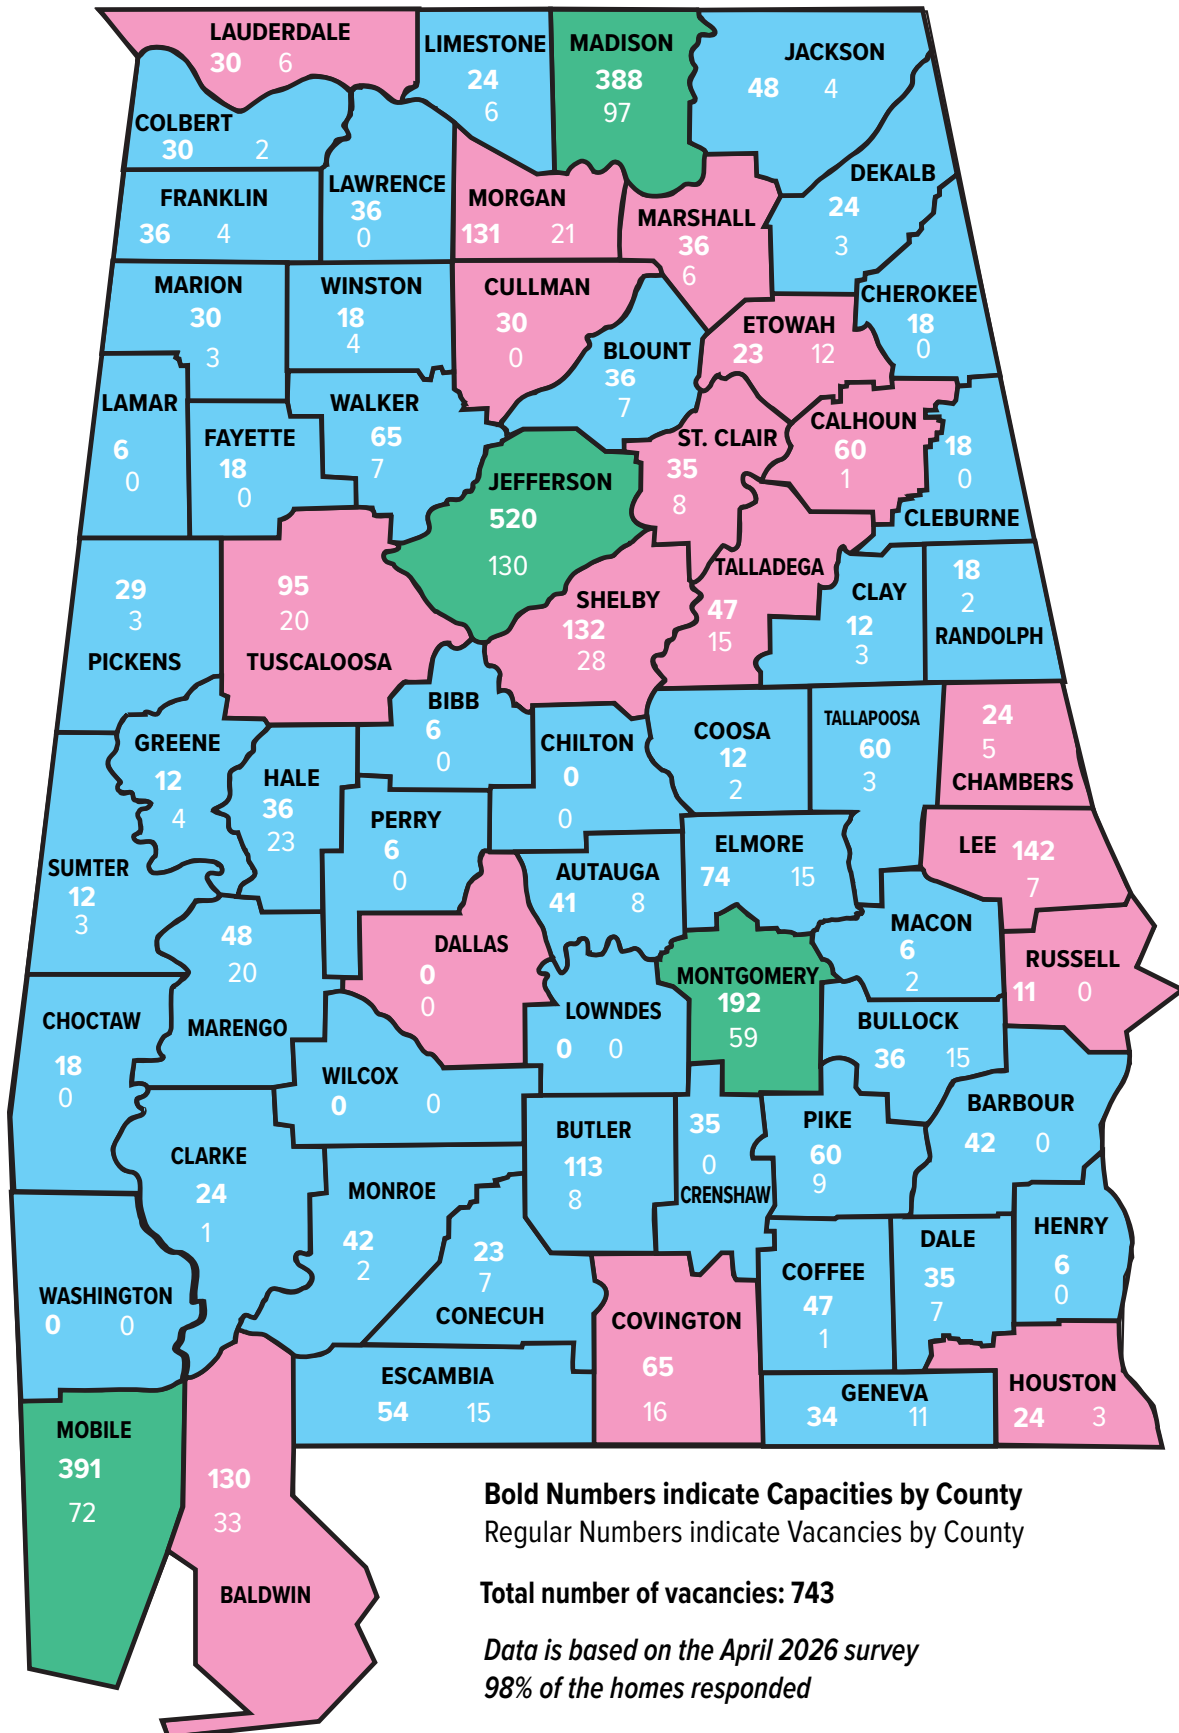 LAUDERDALE
30 6
LIMESTONE
24
6
MADISON
388
97
JACKSON
48 4
COLBERT
30 2
FRANKLIN
36 4
LAWRENCE
36
0
MORGAN
131 21
MARSHALL
36
6
DEKALB
24
3
MARION
30
3
WINSTON
18
4
CULLMAN
30
0
BLOUNT
36
7
ETOWAH
23 12
CHEROKEE
18
0
LAMAR
6
0
FAYETTE
18
0
WALKER
65
7
JEFFERSON
520
130
ST. CLAIR
35
8
CALHOUN
60
1
18
0
CLEBURNE
29
3
PICKENS
95
20
TUSCALOOSA
SHELBY
132
28
TALLADEGA
47
15
CLAY
12
3
18
2
RANDOLPH
GREENE
12
4
HALE
36
23
BIBB
6
0
CHILTON
0
0
COOSA
12
2
TALLAPOOSA
60
3
24
5
CHAMBERS
SUMTER
12
3
PERRY
6
0
AUTAUGA
41 8
ELMORE
74 15
LEE 142
7
48
20
MARENGO
DALLAS
0
0
LOWNDES
0 0
MONTGOMERY
192
59
MACON
6
2
RUSSELL
11 0
CHOCTAW
18
0
WILCOX
0 0
BULLOCK
36 15
CLARKE
24
1
MONROE
42
2
BUTLER
113
8
35
0
CRENSHAW
PIKE
60
9
BARBOUR
42 0
WASHINGTON
0 0
23
7
CONECUH
COVINGTON
65
16
COFFEE
47
1
DALE
35
7
HENRY
6
0
ESCAMBIA
54 15
GENEVA
34 11
HOUSTON
24 3
MOBILE
391
72
130
33
BALDWIN
Bold Numbers indicate Capacities by County
Regular Numbers indicate Vacancies by County
Total number of vacancies: 743
Data is based on the April 2026 survey
98% of the homes responded